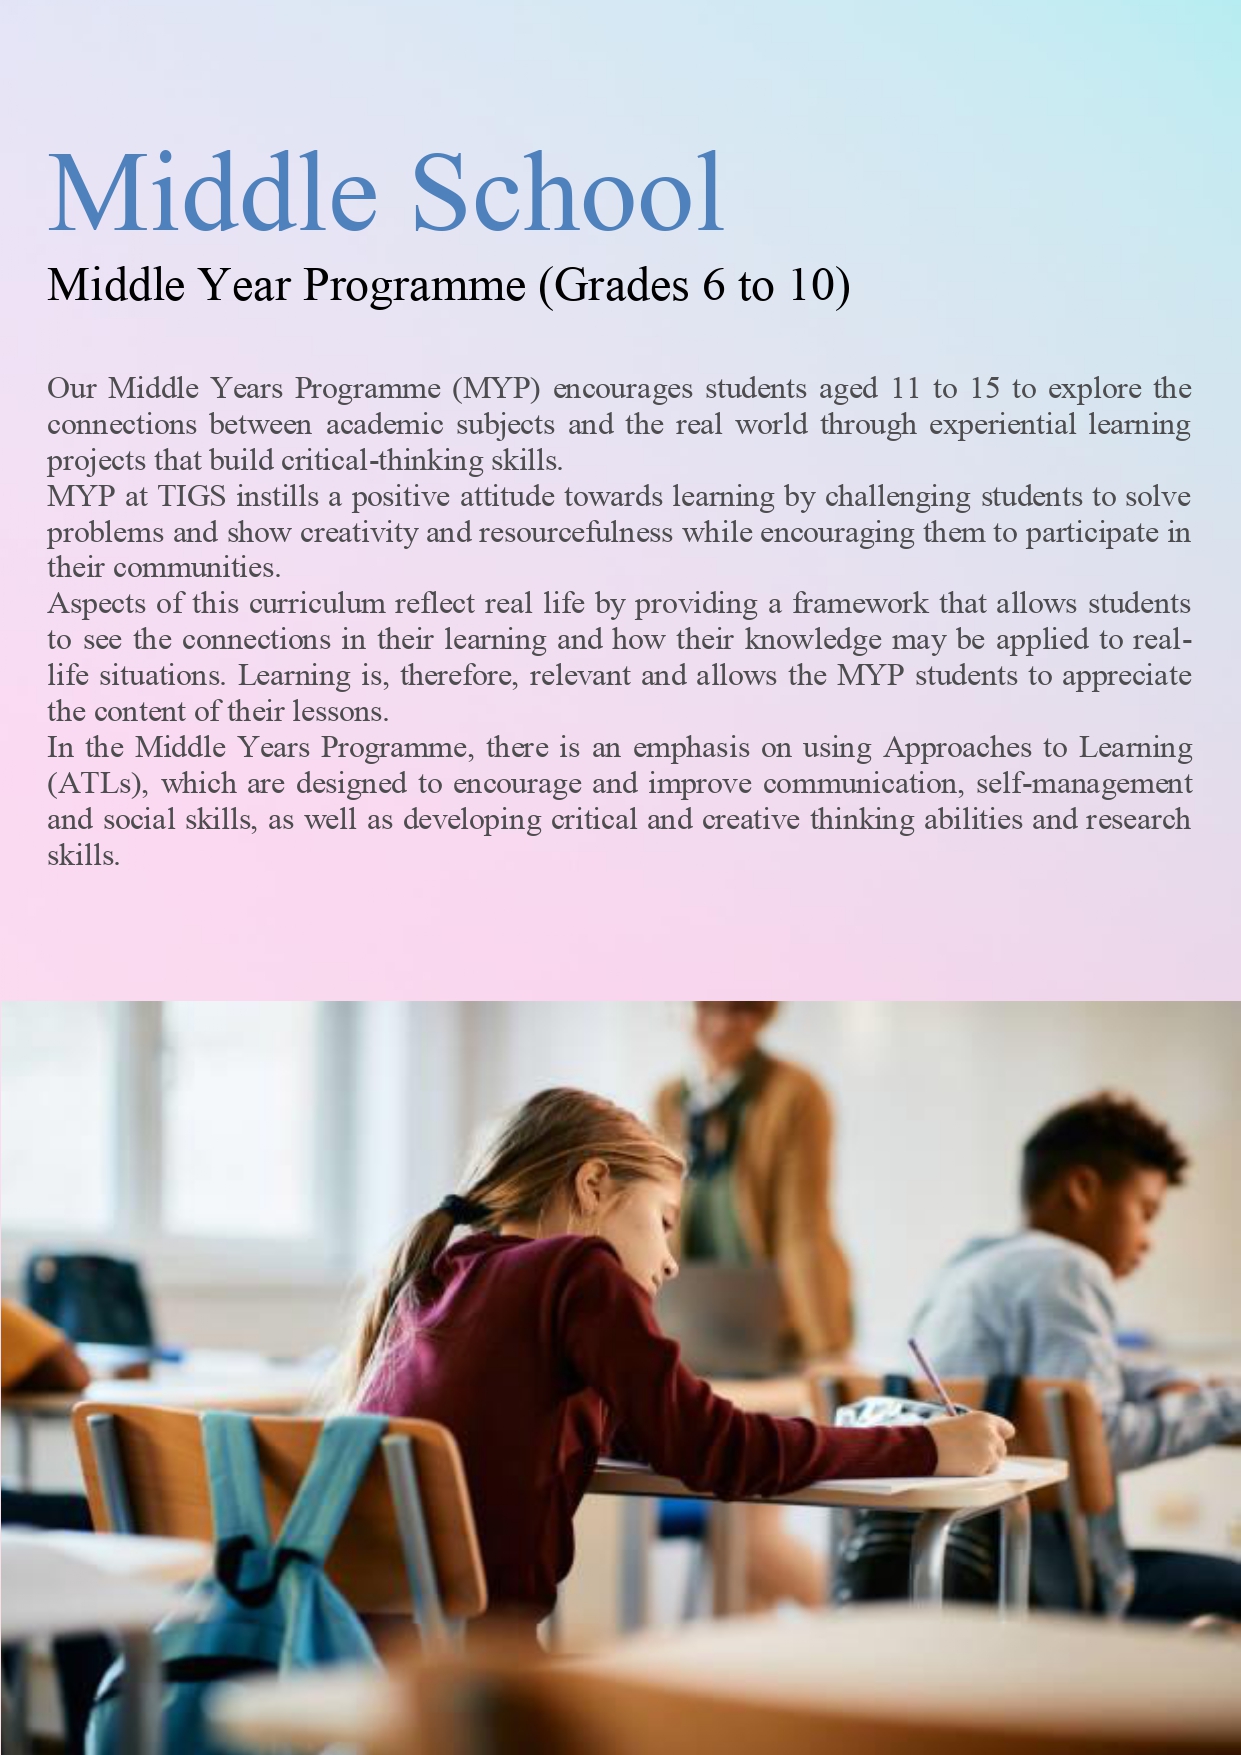 Middle School
Middle Year Programme (Grades 6 to 10)
Our Middle Years Programme (MYP) encourages students aged 11 to 15 to explore the
connections between academic subjects and the real world through experiential learning
projects that build critical-thinking skills.
MYP at TIGS instills a positive attitude towards learning by challenging students to solve
problems and show creativity and resourcefulness while encouraging them to participate in
their communities.
Aspects of this curriculum reflect real life by providing a framework that allows students
to see the connections in their learning and how their knowledge may be applied to real-
life situations. Learning is, therefore, relevant and allows the MYP students to appreciate
the content of their lessons.
In the Middle Years Programme, there is an emphasis on using Approaches to Learning
(ATLs), which are designed to encourage and improve communication, self-management
and social skills, as well as developing critical and creative thinking abilities and research
skills.